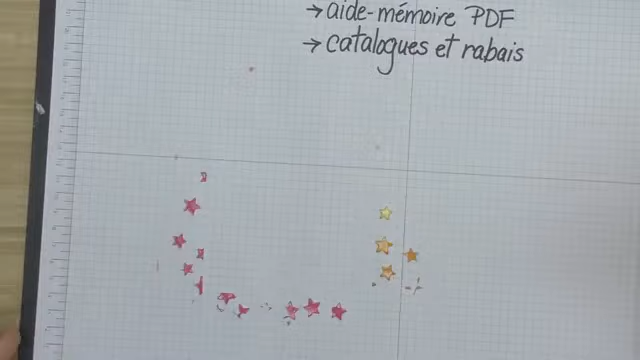 → aide-mémoire PDF
→ catalogues et rabais